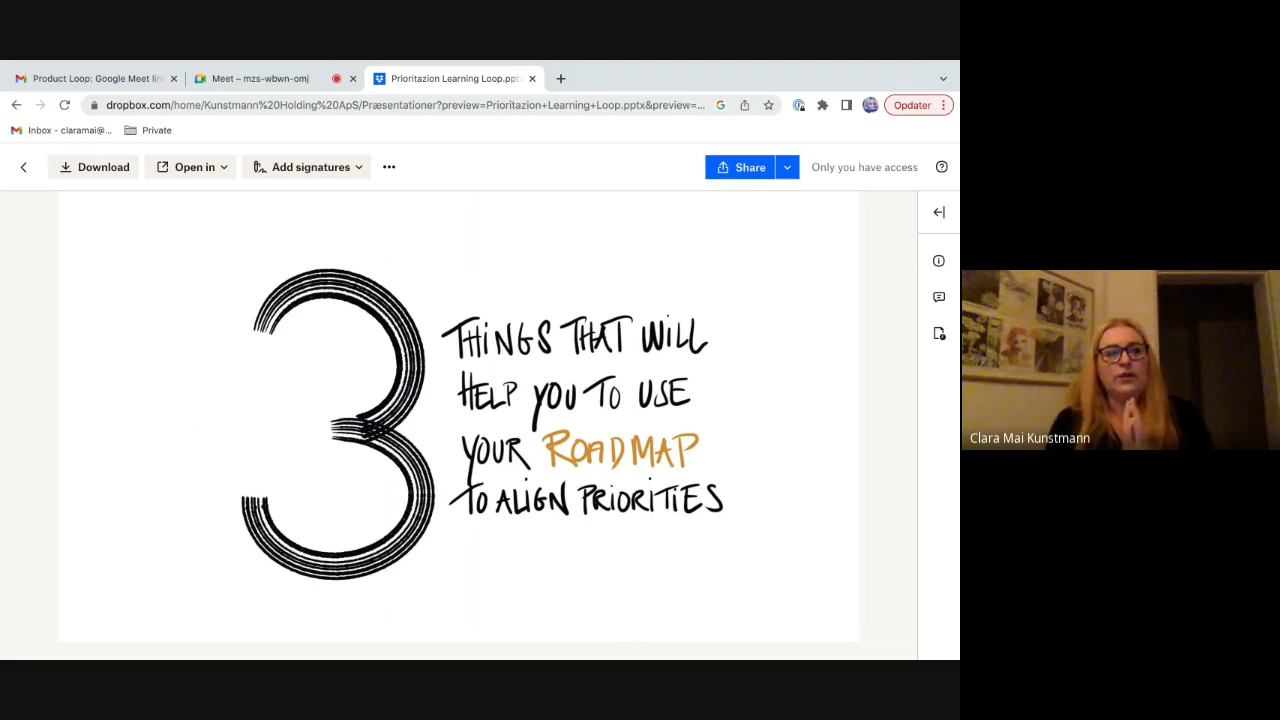 Product Loop: Google Meet lin
Meet – mzs-wbwn-omj
Prioritazion Learning Loop.pptx
dropbox.com/home/Kunstmann%20Holding%20ApS/Præsentationer?preview=Prioritazion+Learning+Loop.pptx&preview=...
Opdater
Inbox - claramai@...
Private
Download
Open in
Add signatures
Share
Only you have access
3
THINGS THAT WILL
HELP YOU TO USE
YOUR ROADMAP
TO ALIGN PRIORITIES
Clara Mai Kunstmann